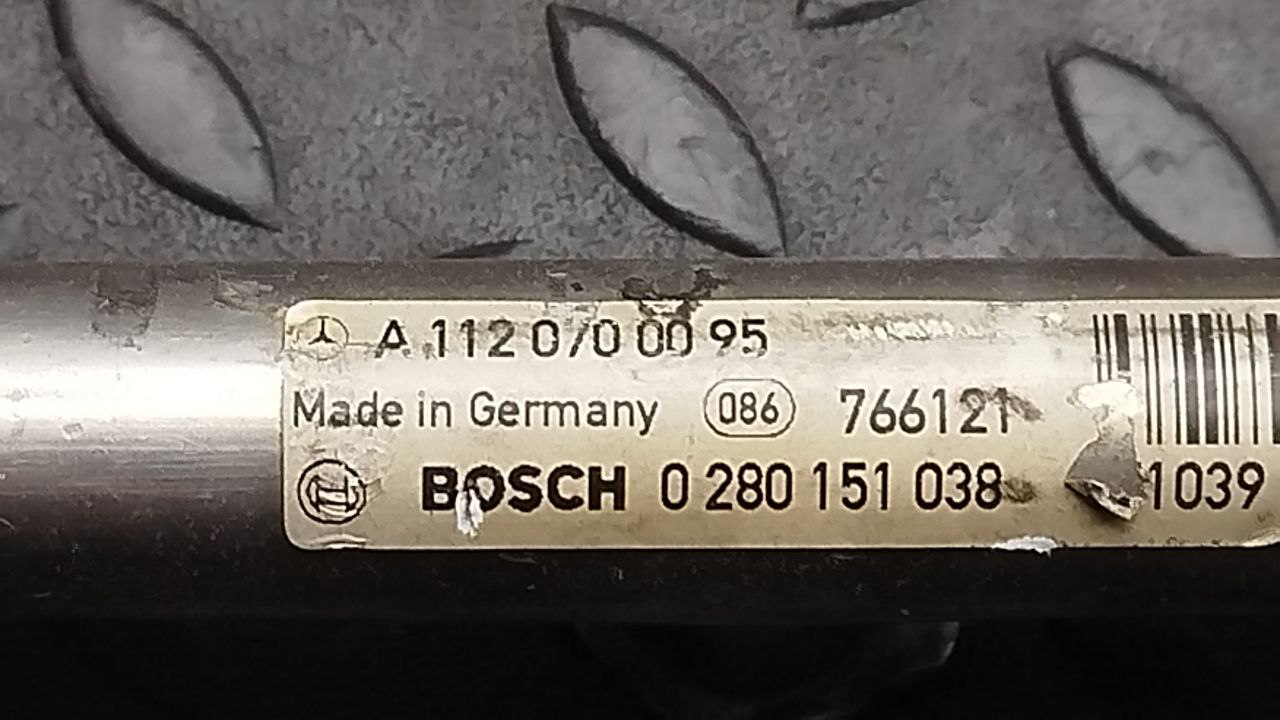 A 112 070 00 95
Made in Germany 086 766121
BOSCH 0 280 151 038 1039